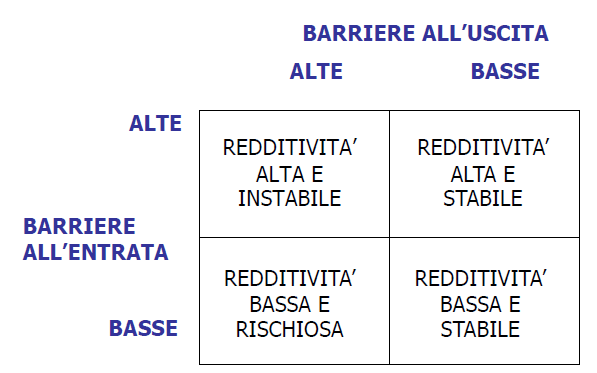 BARRIERE ALL’USCITA
ALTE BASSE
ALTE
REDDITIVITA’
ALTA E
INSTABILE
REDDITIVITA’
ALTA E
STABILE
BARRIERE
ALL’ENTRATA
BASSE
REDDITIVITA’
BASSA E
RISCHIOSA
REDDITIVITA’
BASSA E
STABILE